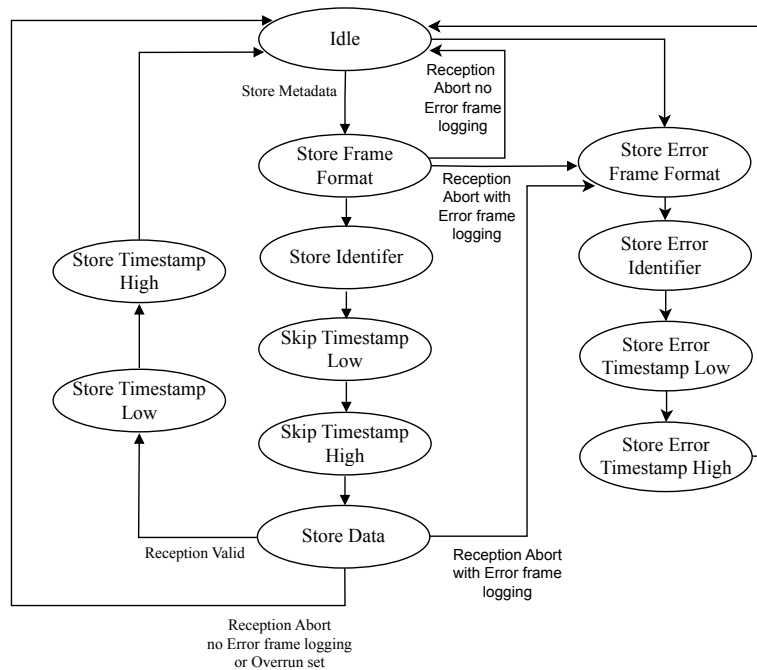 Idle
Store Metadata
Reception
Abort no
Error frame
logging
Store Frame
Format
Reception
Abort with
Error frame
logging
Store Error
Frame Format
Store Identifer
Store Error
Identifier
Store Timestamp
High
Skip Timestamp
Low
Store Error
Timestamp Low
Store Timestamp
Low
Skip Timestamp
High
Store Error
Timestamp High
Store Data
Reception Valid
Reception Abort
with Error frame
logging
Reception Abort
no Error frame logging
or Overrun set